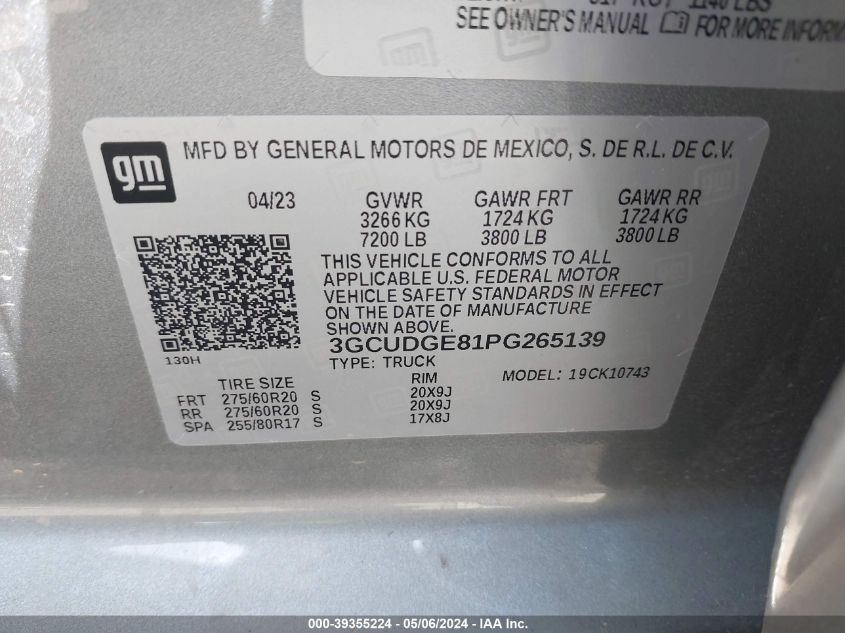 SEE OWNER'S MANUAL FOR MORE
gm
MFD BY GENERAL MOTORS DE MEXICO, S. DE R.L. DE C.V.
04/23 GVWR GAWR FRT GAWR RR
3266 KG 1724 KG 1724 KG
7200 LB 3800 LB 3800 LB
THIS VEHICLE CONFORMS TO ALL
APPLICABLE U.S. FEDERAL MOTOR
VEHICLE SAFETY STANDARDS IN EFFECT
ON THE DATE OF MANUFACTURE
SHOWN ABOVE
3GCUDGE81PG265139
130H
TYPE: TRUCK
MODEL: 19CK10743
TIRE SIZE RIM
FRT 275/60R20 S 20X9J
RR 275/60R20 S 20X9J
SPA 255/80R17 S 17X8J
000-39355224 - 05/06/2024 - IAA Inc.